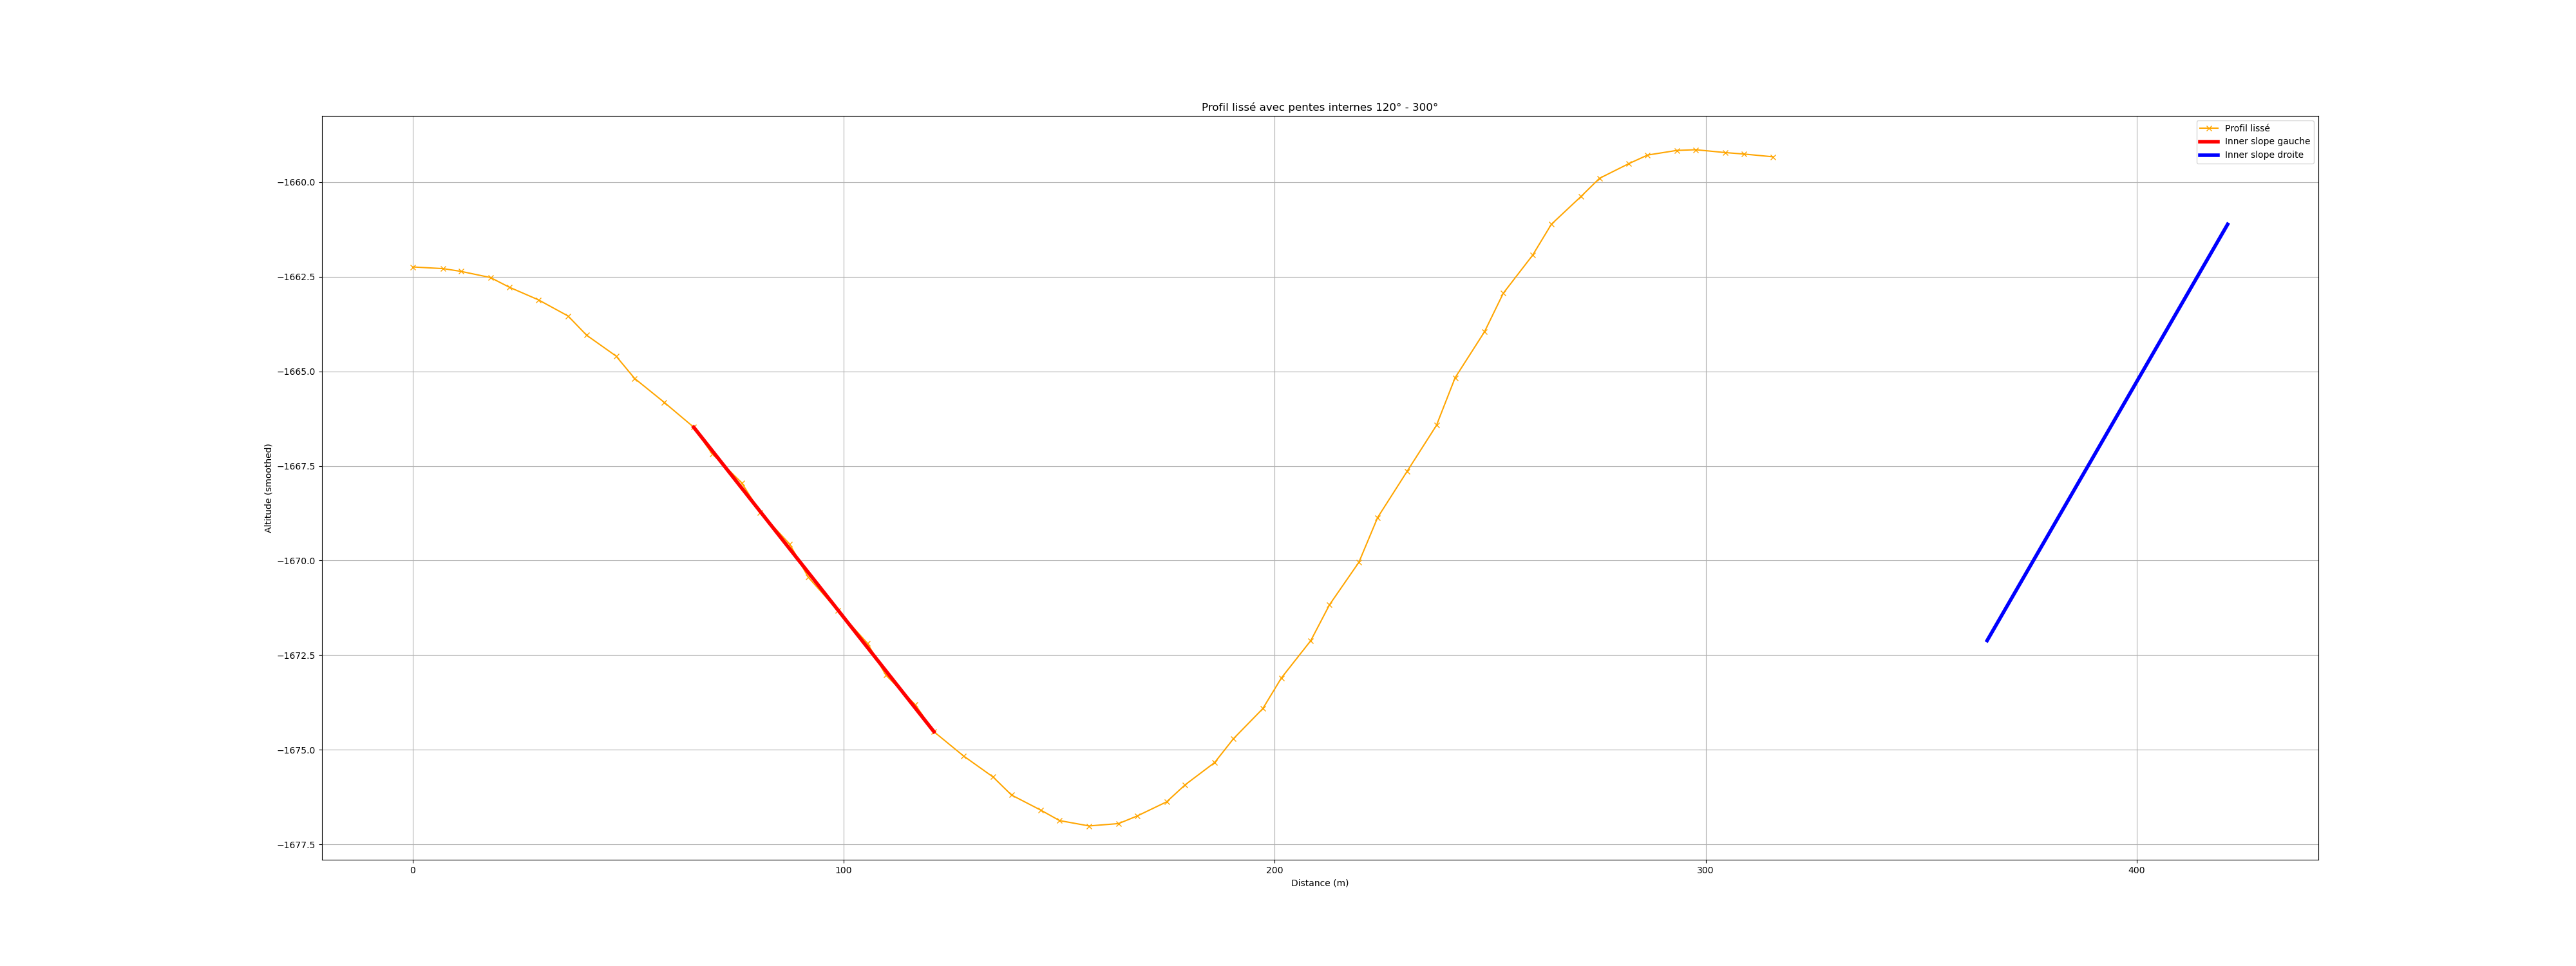 Profil lissé avec pentes internes 120° - 300°
Profil lissé
Inner slope gauche
Inner slope droite
Altitude (smoothed)
−1660.0
−1662.5
−1665.0
−1667.5
−1670.0
−1672.5
−1675.0
−1677.5
0
100
200
300
400
Distance (m)